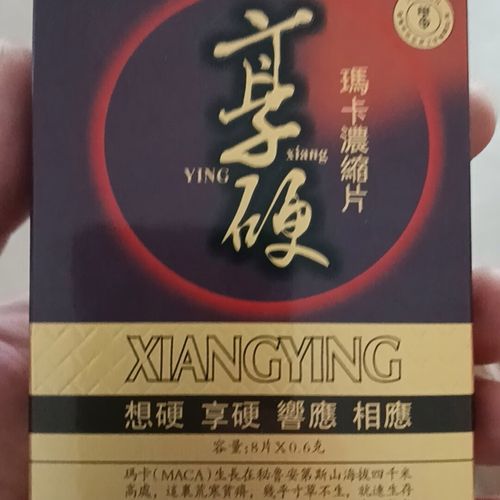 享硬
YING xiang
瑪卡濃縮片
XIANGYING
想硬 享硬 響應 相應
容量:8片X0.6克
瑪卡(MACA)生長在秘魯安第斯山海拔四千米
高處，這裏荒寒貧瘠，幾乎寸草不生，就連生存